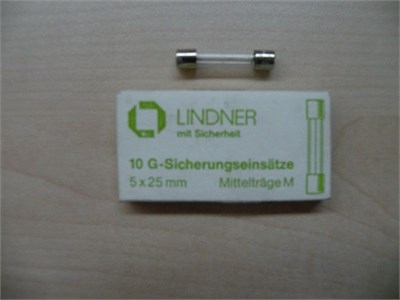 LINDNER
mit Sicherheit
10 G-Sicherungseinsätze
5 x 25 mm Mittelträge M